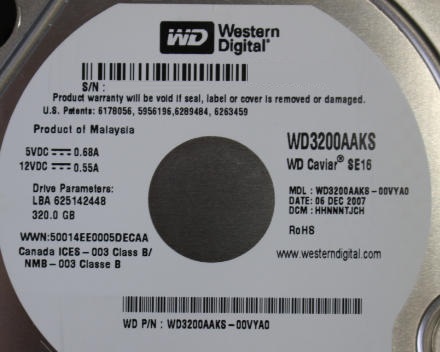 WD Western Digital®
S/N :
Product warranty will be void if seal, label or cover is removed or damaged.
U.S. Patents: 6178056, 5956196,6289484, 6263459
Product of Malaysia
5VDC ⎓ 0.68A
12VDC ⎓ 0.55A
Drive Parameters:
LBA 625142448
320.0 GB
WWN:50014EE0005DECAA
Canada ICES - 003 Class B/
NMB - 003 Classe B
WD3200AAKS
WD Caviar® SE16
MDL : WD3200AAKS - 00VYA0
DATE: 06 DEC 2007
DCM : HHNNNTJCH
RoHS
www.westerndigital.com
WD P/N : WD3200AAKS - 00VYA0